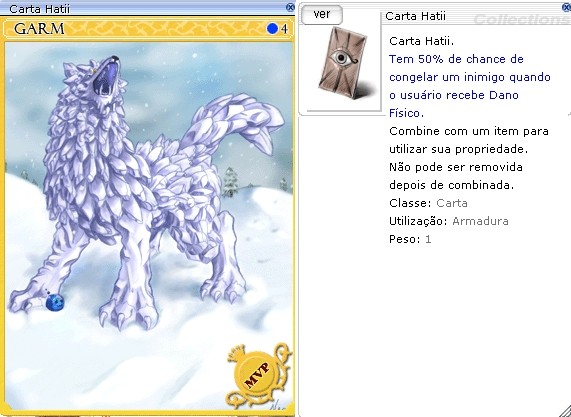 Carta Hatii
GARM
4
MVP
ver
Carta Hatii
Collections
Carta Hatii.
Tem 50% de chance de
congelar um inimigo quando
o usuário recebe Dano
Físico.
Combine com um item para
utilizar sua propriedade.
Não pode ser removida
depois de combinada.
Classe: Carta
Utilização: Armadura
Peso: 1